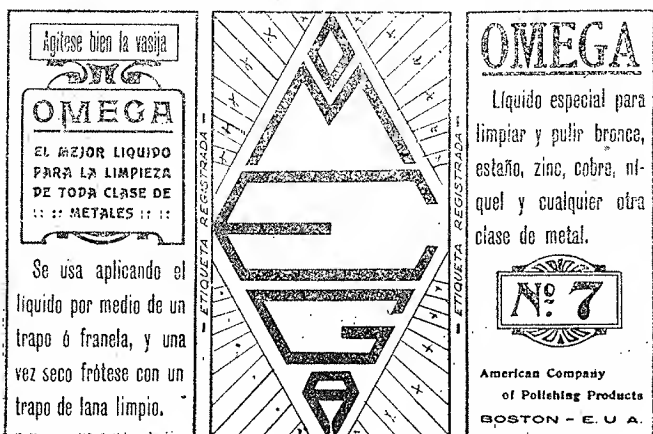 Agítese bien la vasija
OMEGA
EL MEJOR LIQUIDO
PARA LA LIMPIEZA
DE TODA CLASE DE
:: :: METALES :: ::
Se usa aplicando el
líquido por medio de un
trapo ó franela, y una
vez seco frótese con un
trapo de lana limpio.
— ETIQUETA REGISTRADA —
OMEGA
— ETIQUETA REGISTRADA —
OMEGA
Líquido especial para
limpiar y pulir bronce,
estaño, zinc, cobre, ní-
quel y cualquier otra
clase de metal.
Nº 7
American Company
of Polishing Products
BOSTON - E. U A.